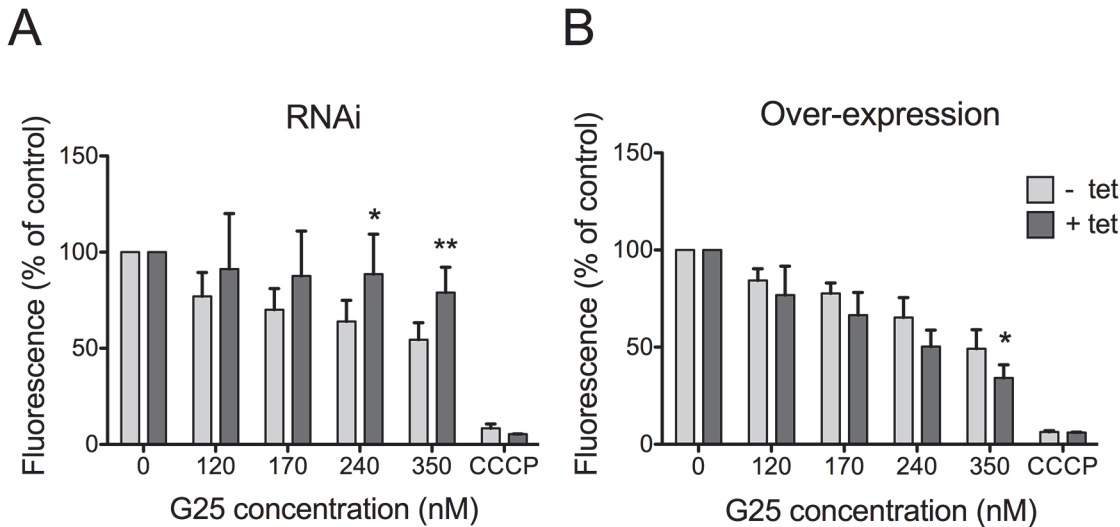 A
RNAi
Fluorescence (% of control)
150
100
50
0
*
**
0 120 170 240 350 CCCP
G25 concentration (nM)
B
Over-expression
Fluorescence (% of control)
150
100
50
0
- tet
+ tet
*
0 120 170 240 350 CCCP
G25 concentration (nM)